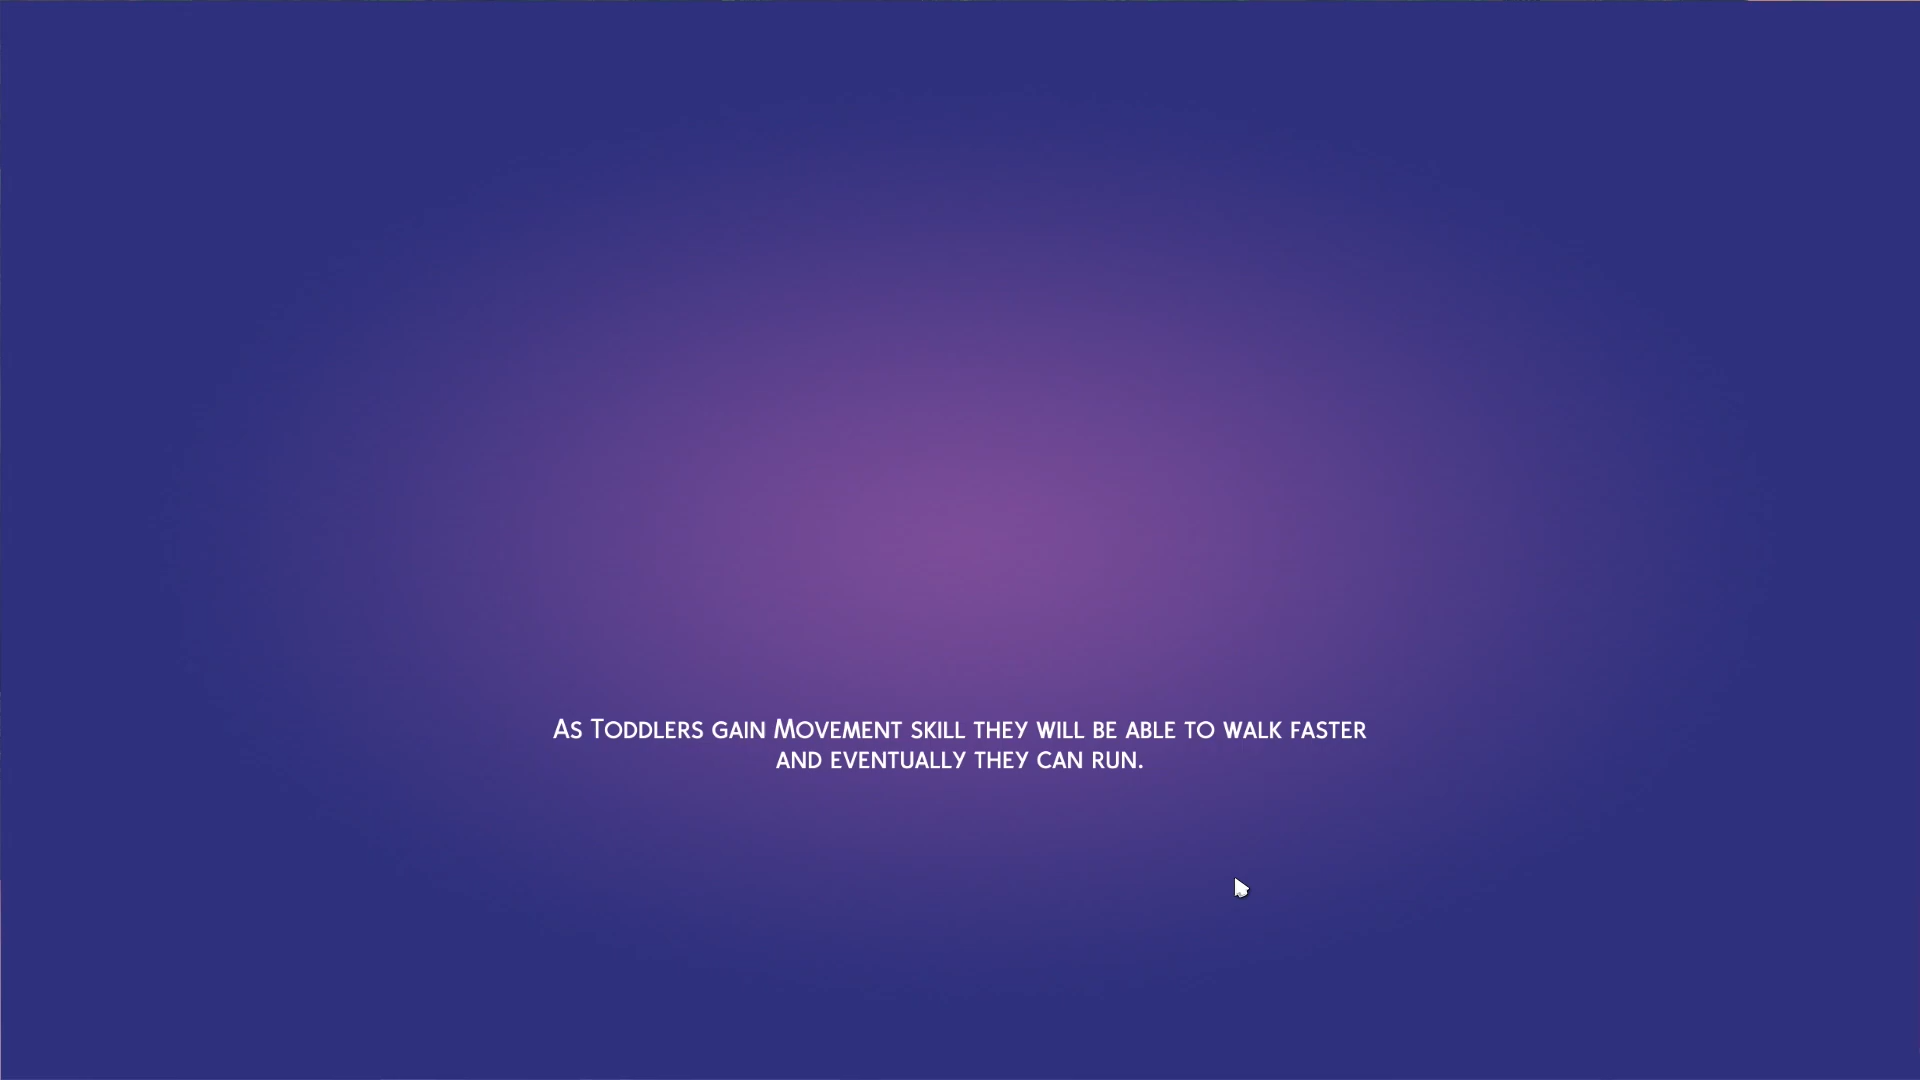 As Toddlers gain Movement skill they will be able to walk faster
and eventually they can run.